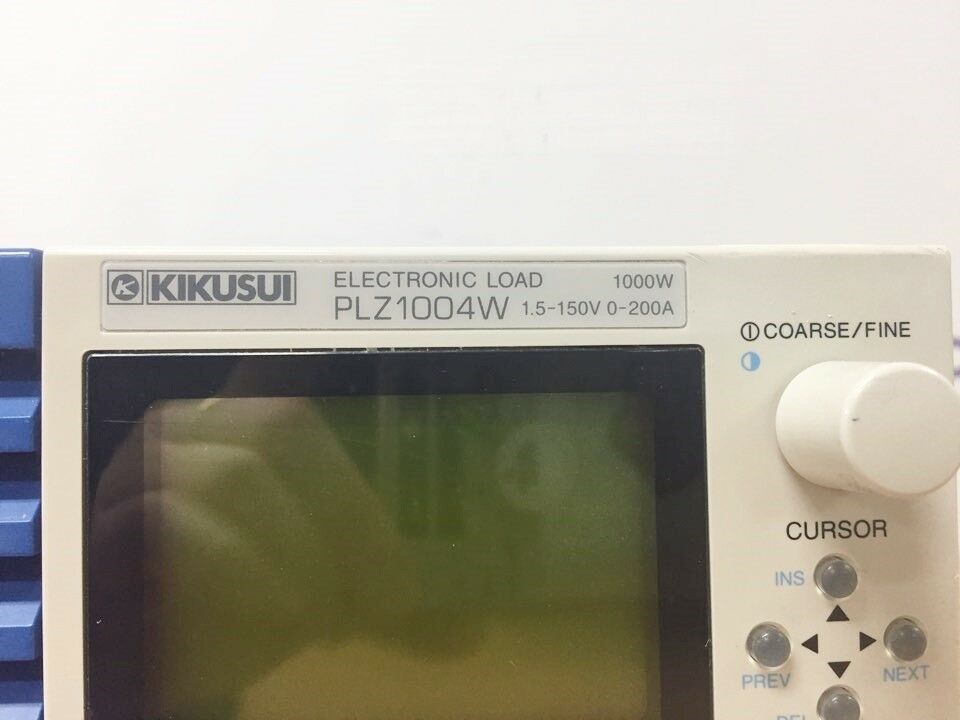 KIKUSUI
ELECTRONIC LOAD 1000W
PLZ1004W 1.5-150V 0-200A
COARSE/FINE
CURSOR
INS
PREV NEXT